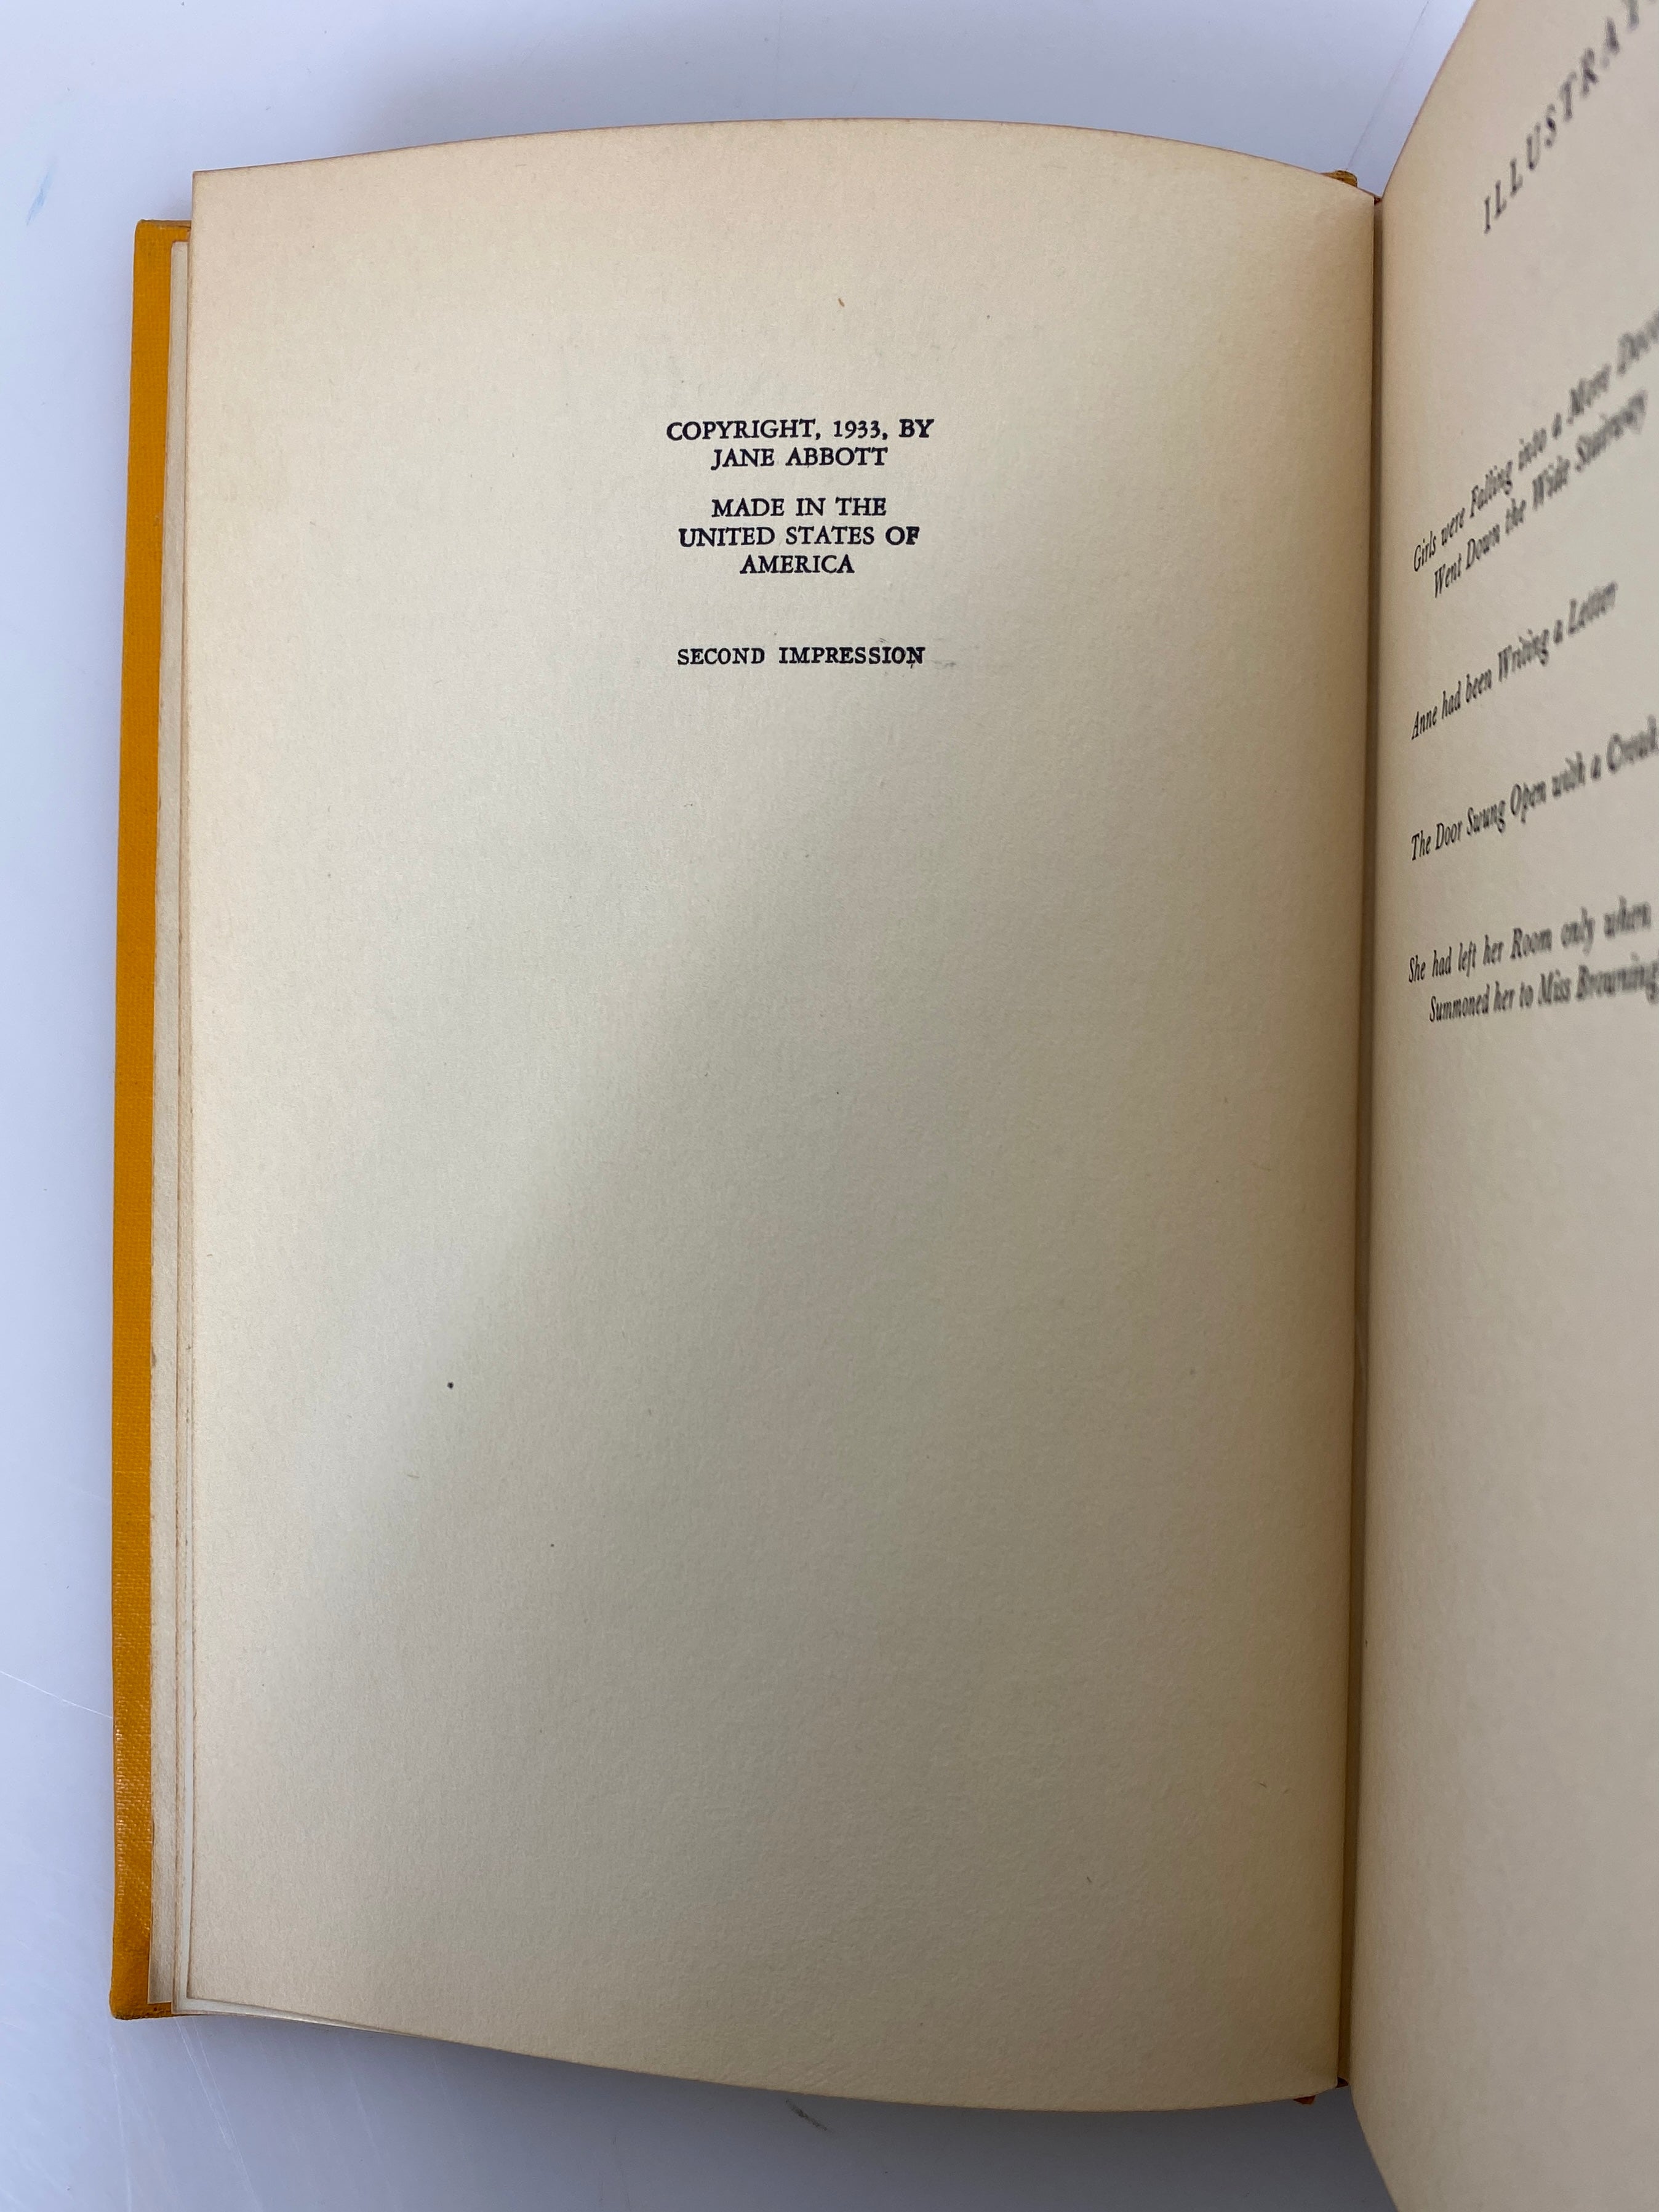 COPYRIGHT, 1933, BY
JANE ABBOTT
MADE IN THE
UNITED STATES OF
AMERICA
SECOND IMPRESSION
Girls were Falling into a More
Went Down the Wide Stairway
Anne had been Writing a Letter
The Door Swung Open with a
She had left her Room only when
Summoned her to Miss